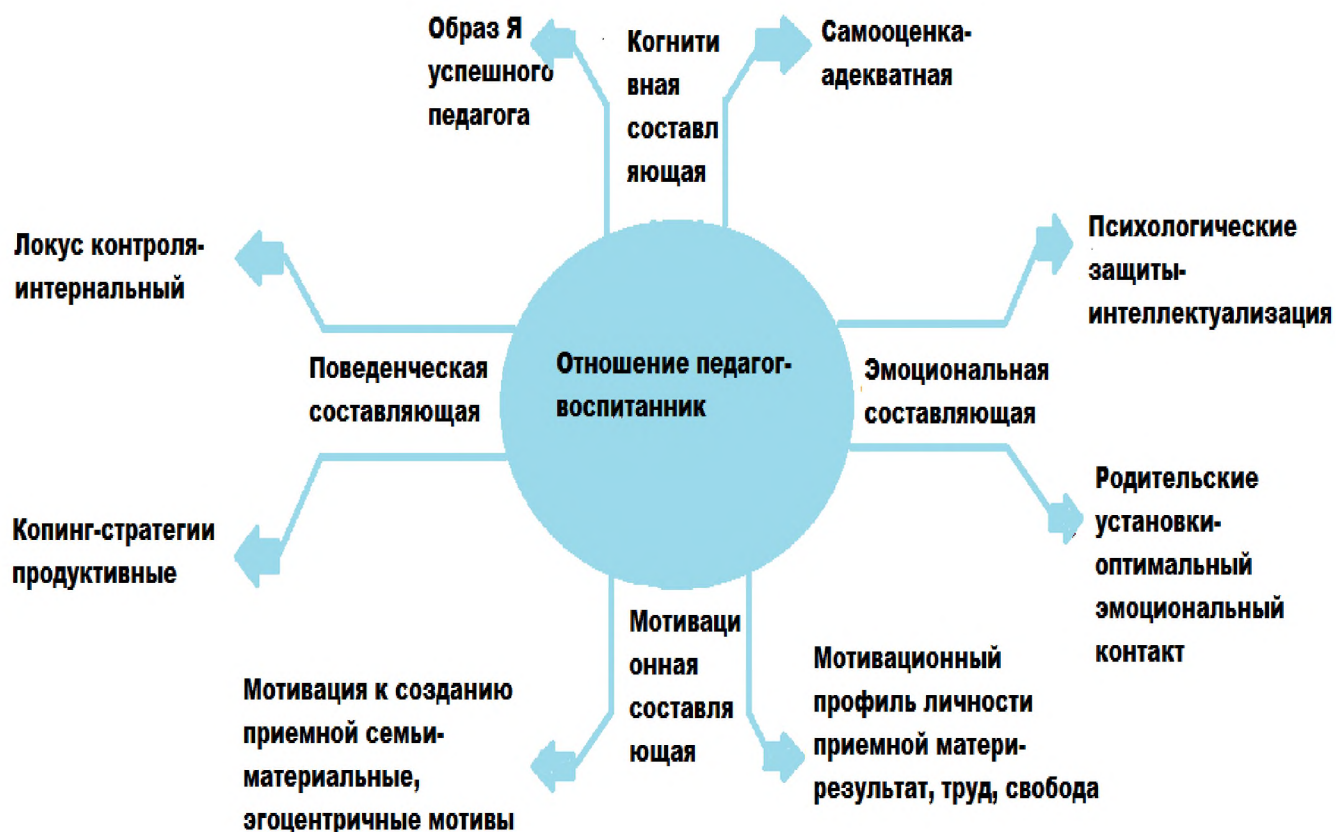 Образ Я
успешного
педагога
Когнити
вная
составл
яющая
Самооценка-
адекватная
Локус контроля-
интернальный
Психологические
защиты-
интеллектуализация
Поведенческая
составляющая
Отношение педагог-
воспитанник
Эмоциональная
составляющая
Копинг-стратегии
продуктивные
Родительские
установки-
оптимальный
эмоциональный
контакт
Мотивация к созданию
приемной семьи-
материальные,
эгоцентричные мотивы
Мотиваци
онная
составля
ющая
Мотивационный
профиль личности
приемной матери-
результат, труд, свобода